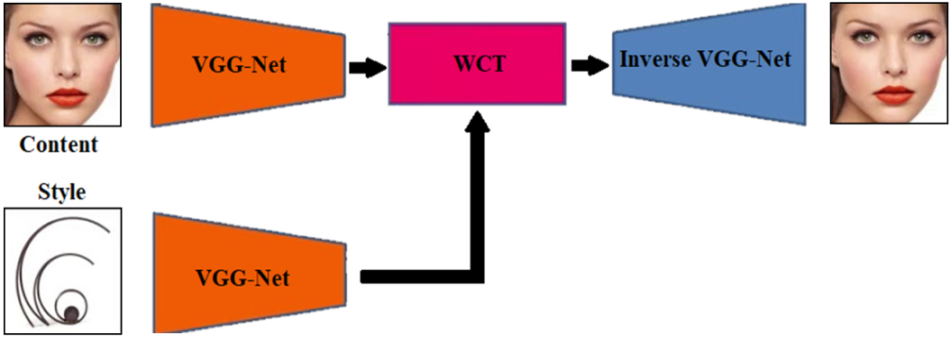 VGG-Net
WCT
Inverse VGG-Net
Content
Style
VGG-Net